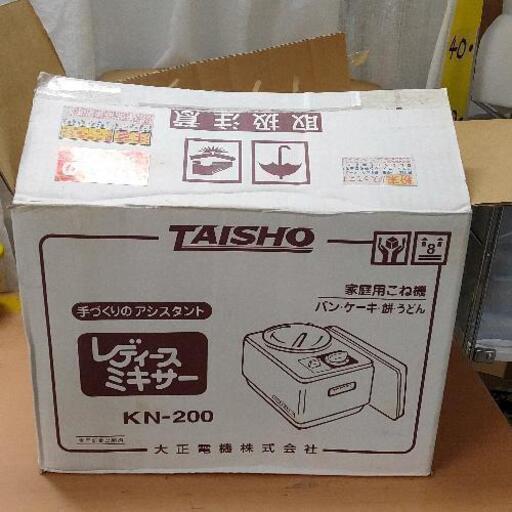 取扱注意
TAISHO
8
家庭用こね機
パン・ケーキ・餅・うどん
手づくりのアシスタント
レディース
ミキサー
KN-200
大正電機株式会社
40